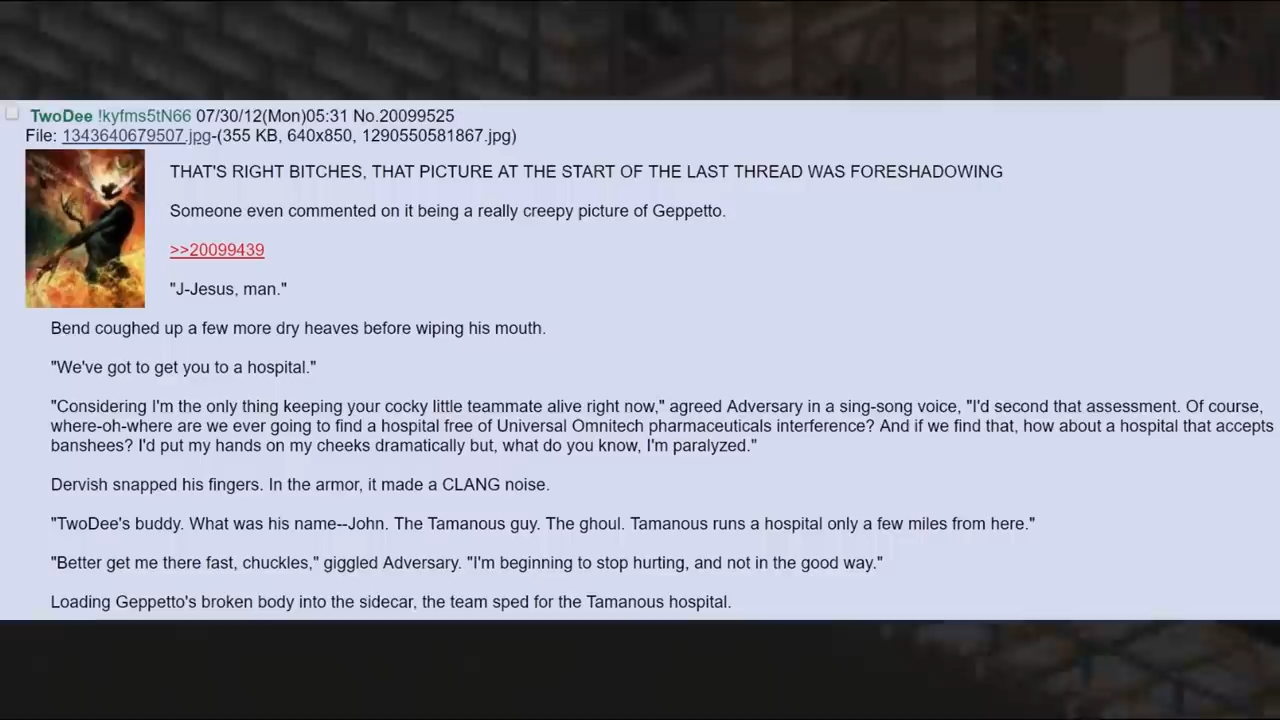 TwoDee !kyfms5tN66 07/30/12(Mon)05:31 No.20099525
File: 1343640679507.jpg-(355 KB, 640x850, 1290550581867.jpg)
THAT'S RIGHT BITCHES, THAT PICTURE AT THE START OF THE LAST THREAD WAS FORESHADOWING
Someone even commented on it being a really creepy picture of Geppetto.
>>20099439
"J-Jesus, man."
Bend coughed up a few more dry heaves before wiping his mouth.
"We've got to get you to a hospital."
"Considering I'm the only thing keeping your cocky little teammate alive right now," agreed Adversary in a sing-song voice, "I'd second that assessment. Of course,
where-oh-where are we ever going to find a hospital free of Universal Omnitech pharmaceuticals interference? And if we find that, how about a hospital that accepts
banshees? I'd put my hands on my cheeks dramatically but, what do you know, I'm paralyzed."
Dervish snapped his fingers. In the armor, it made a CLANG noise.
"TwoDee's buddy. What was his name--John. The Tamanous guy. The ghoul. Tamanous runs a hospital only a few miles from here."
"Better get me there fast, chuckles," giggled Adversary. "I'm beginning to stop hurting, and not in the good way."
Loading Geppetto's broken body into the sidecar, the team sped for the Tamanous hospital.